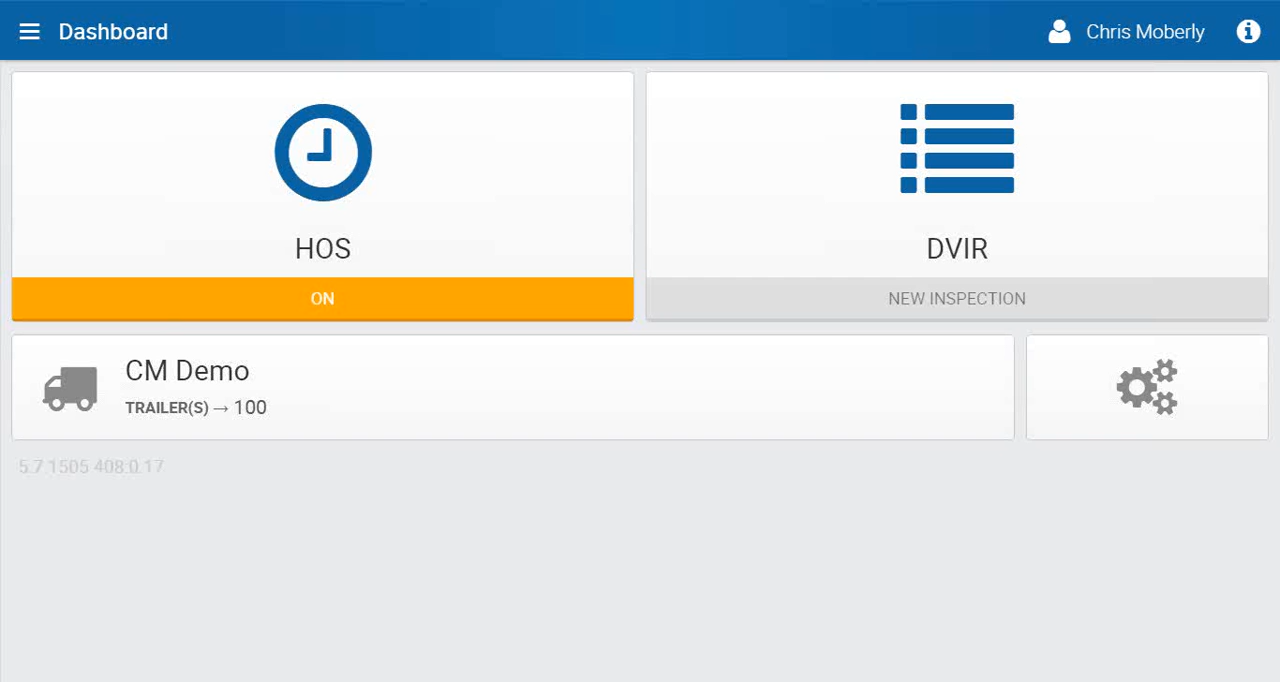 Dashboard
Chris Moberly
HOS
DVIR
ON
NEW INSPECTION
CM Demo
TRAILER(S) → 100
5.7.1505.408.0.17